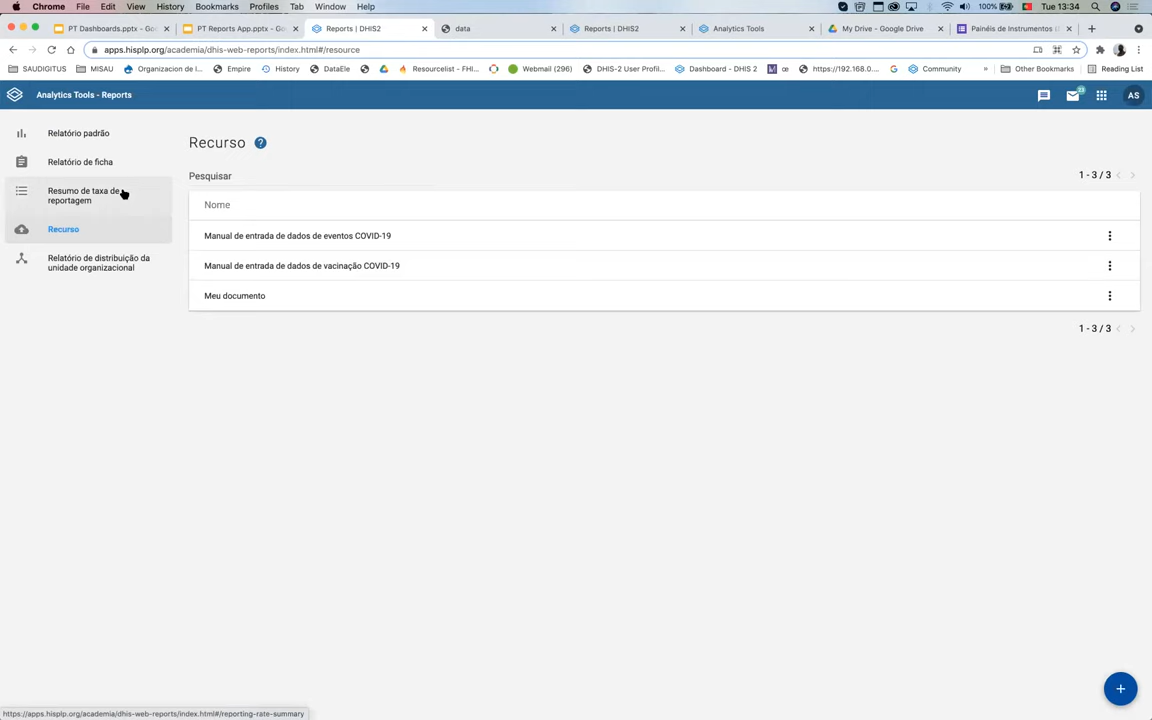 Chrome File Edit View History Bookmarks Profiles Tab Window Help 100% Tue 13:34
PT Dashboards.pptx - Go PT Reports App.pptx - Go Reports | DHIS2 data Reports | DHIS2 Analytics Tools My Drive - Google Drive Painéis de Instrumentos
apps.hisplp.org/academia/dhis-web-reports/index.html#/resource
SAUDIGITUS MISAU Organizacion de I... Empire History DataEle Resourcelist - FHI... Webmail (296) DHIS-2 User Profil... Dashboard - DHIS 2 https://192.168.0.... Community » Other Bookmarks Reading List
Analytics Tools - Reports 23 AS
Relatório padrão
Relatório de ficha
Resumo de taxa de
reportagem
Recurso
Relatório de distribuição da
unidade organizacional
Recurso ?
Pesquisar 1 - 3 / 3
Nome
Manual de entrada de dados de eventos COVID-19
Manual de entrada de dados de vacinação COVID-19
Meu documento
1 - 3 / 3
+
https://apps.hisplp.org/academia/dhis-web-reports/index.html#/reporting-rate-summary